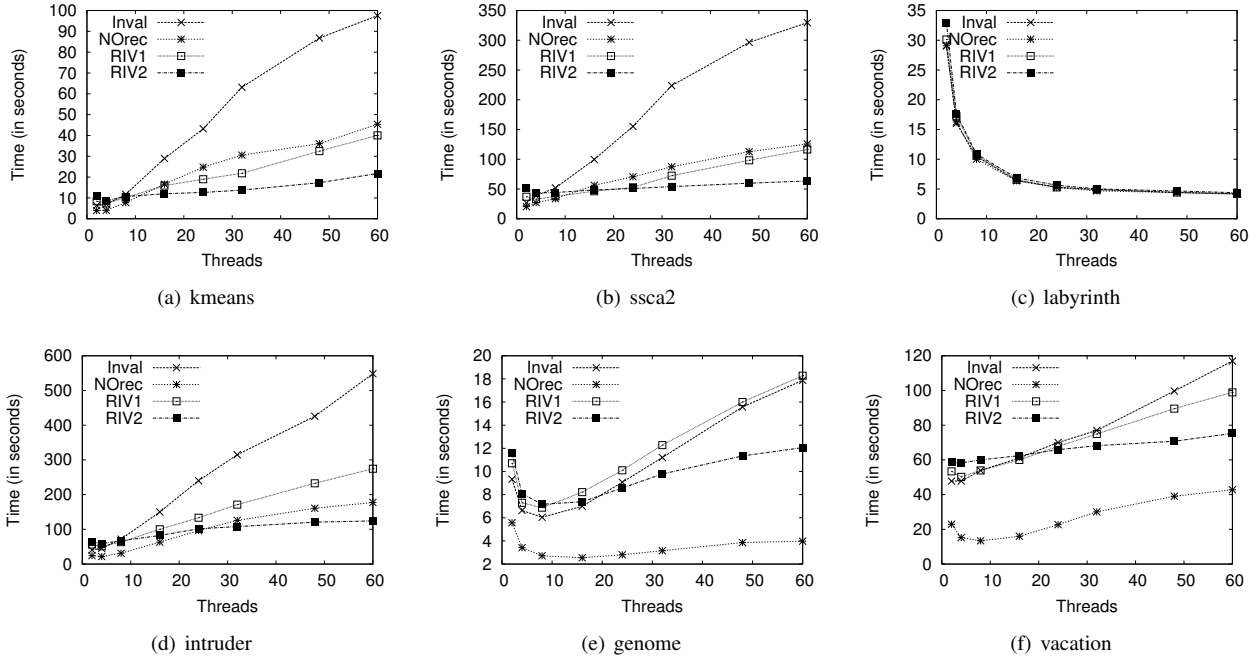 100
90
80
70
60
50
40
30
20
10
0
Time (in seconds)
Inval
NOrec
RIV1
RIV2
0 10 20 30 40 50 60
Threads
(a) kmeans
350
300
250
200
150
100
50
0
Time (in seconds)
Inval
NOrec
RIV1
RIV2
0 10 20 30 40 50 60
Threads
(b) ssca2
35
30
25
20
15
10
5
0
Time (in seconds)
Inval
NOrec
RIV1
RIV2
0 10 20 30 40 50 60
Threads
(c) labyrinth
600
500
400
300
200
100
0
Time (in seconds)
Inval
NOrec
RIV1
RIV2
0 10 20 30 40 50 60
Threads
(d) intruder
20
18
16
14
12
10
8
6
4
2
Time (in seconds)
Inval
NOrec
RIV1
RIV2
0 10 20 30 40 50 60
Threads
(e) genome
120
100
80
60
40
20
0
Time (in seconds)
Inval
NOrec
RIV1
RIV2
0 10 20 30 40 50 60
Threads
(f) vacation